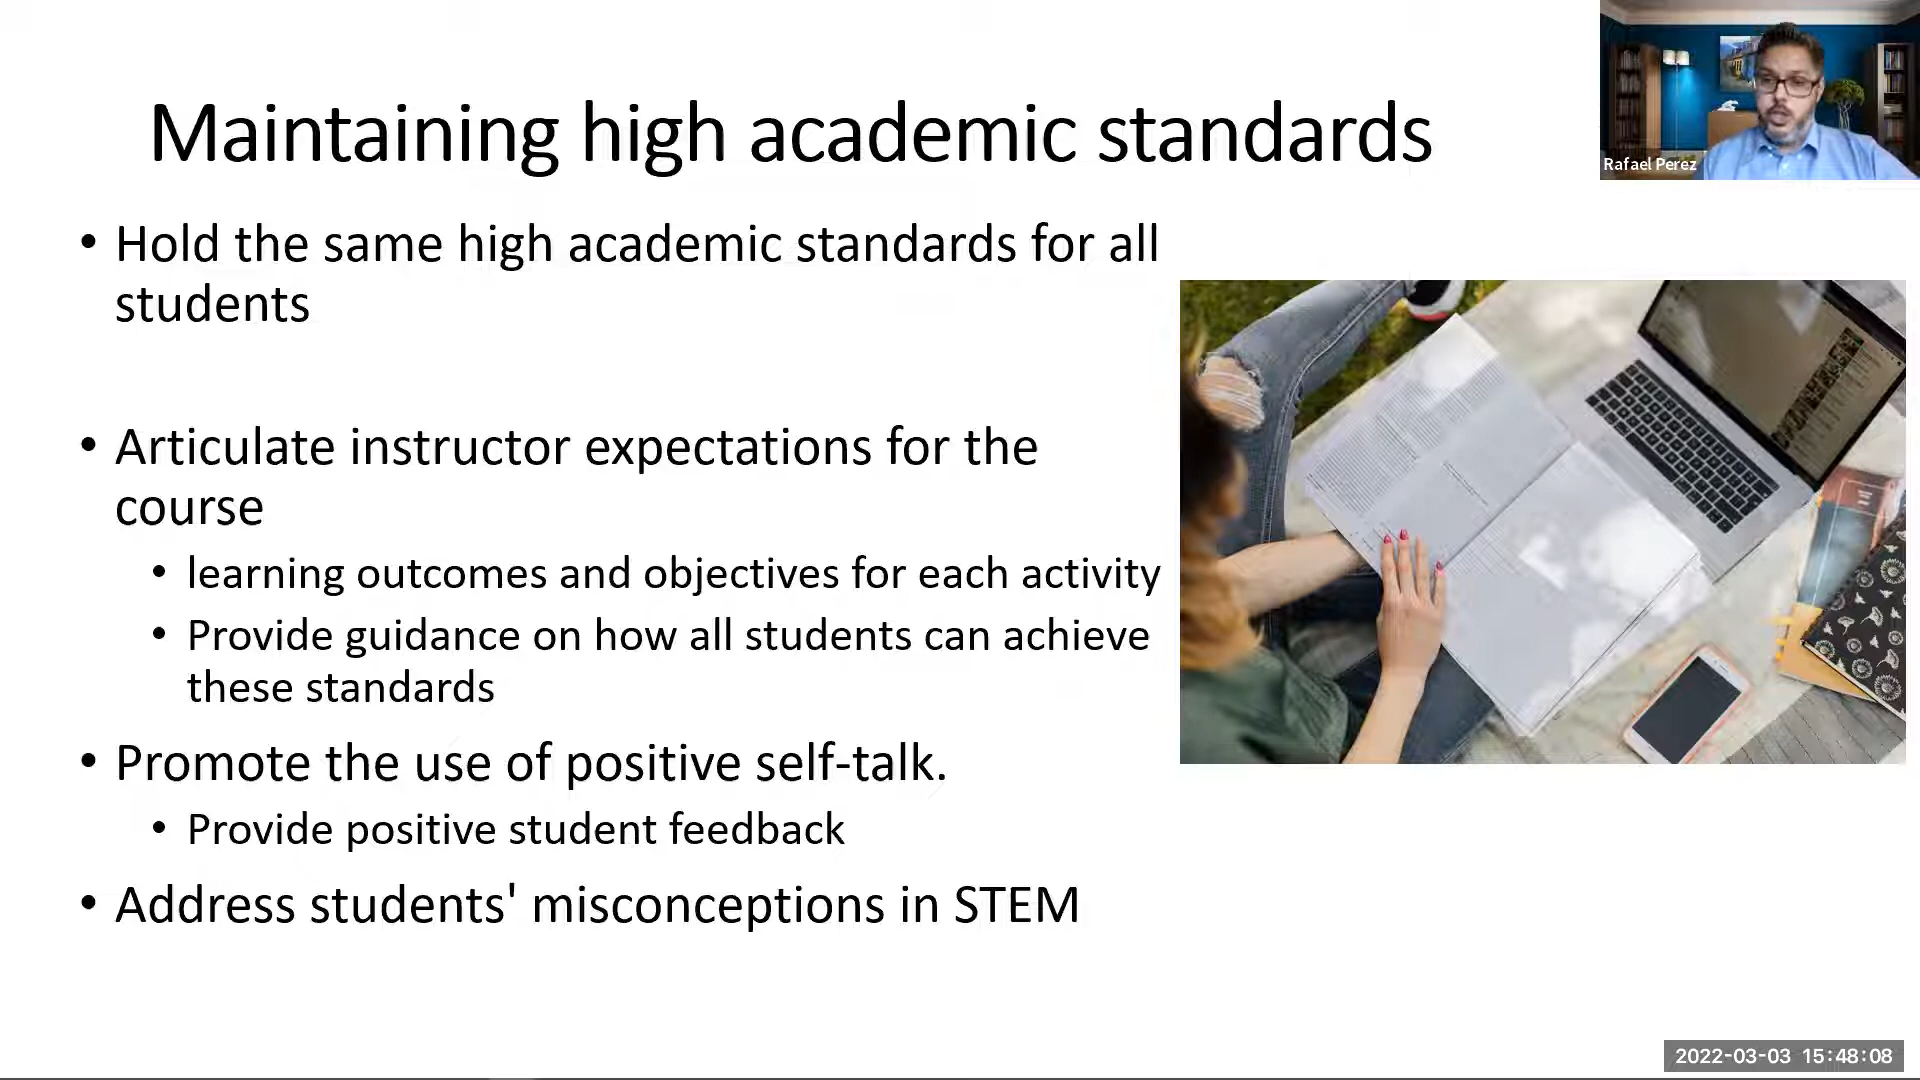 Maintaining high academic standards
Rafael Perez
• Hold the same high academic standards for all
students
• Articulate instructor expectations for the
course
• learning outcomes and objectives for each activity
• Provide guidance on how all students can achieve
these standards
• Promote the use of positive self-talk.
• Provide positive student feedback
• Address students' misconceptions in STEM
2022-03-03 15:48:08